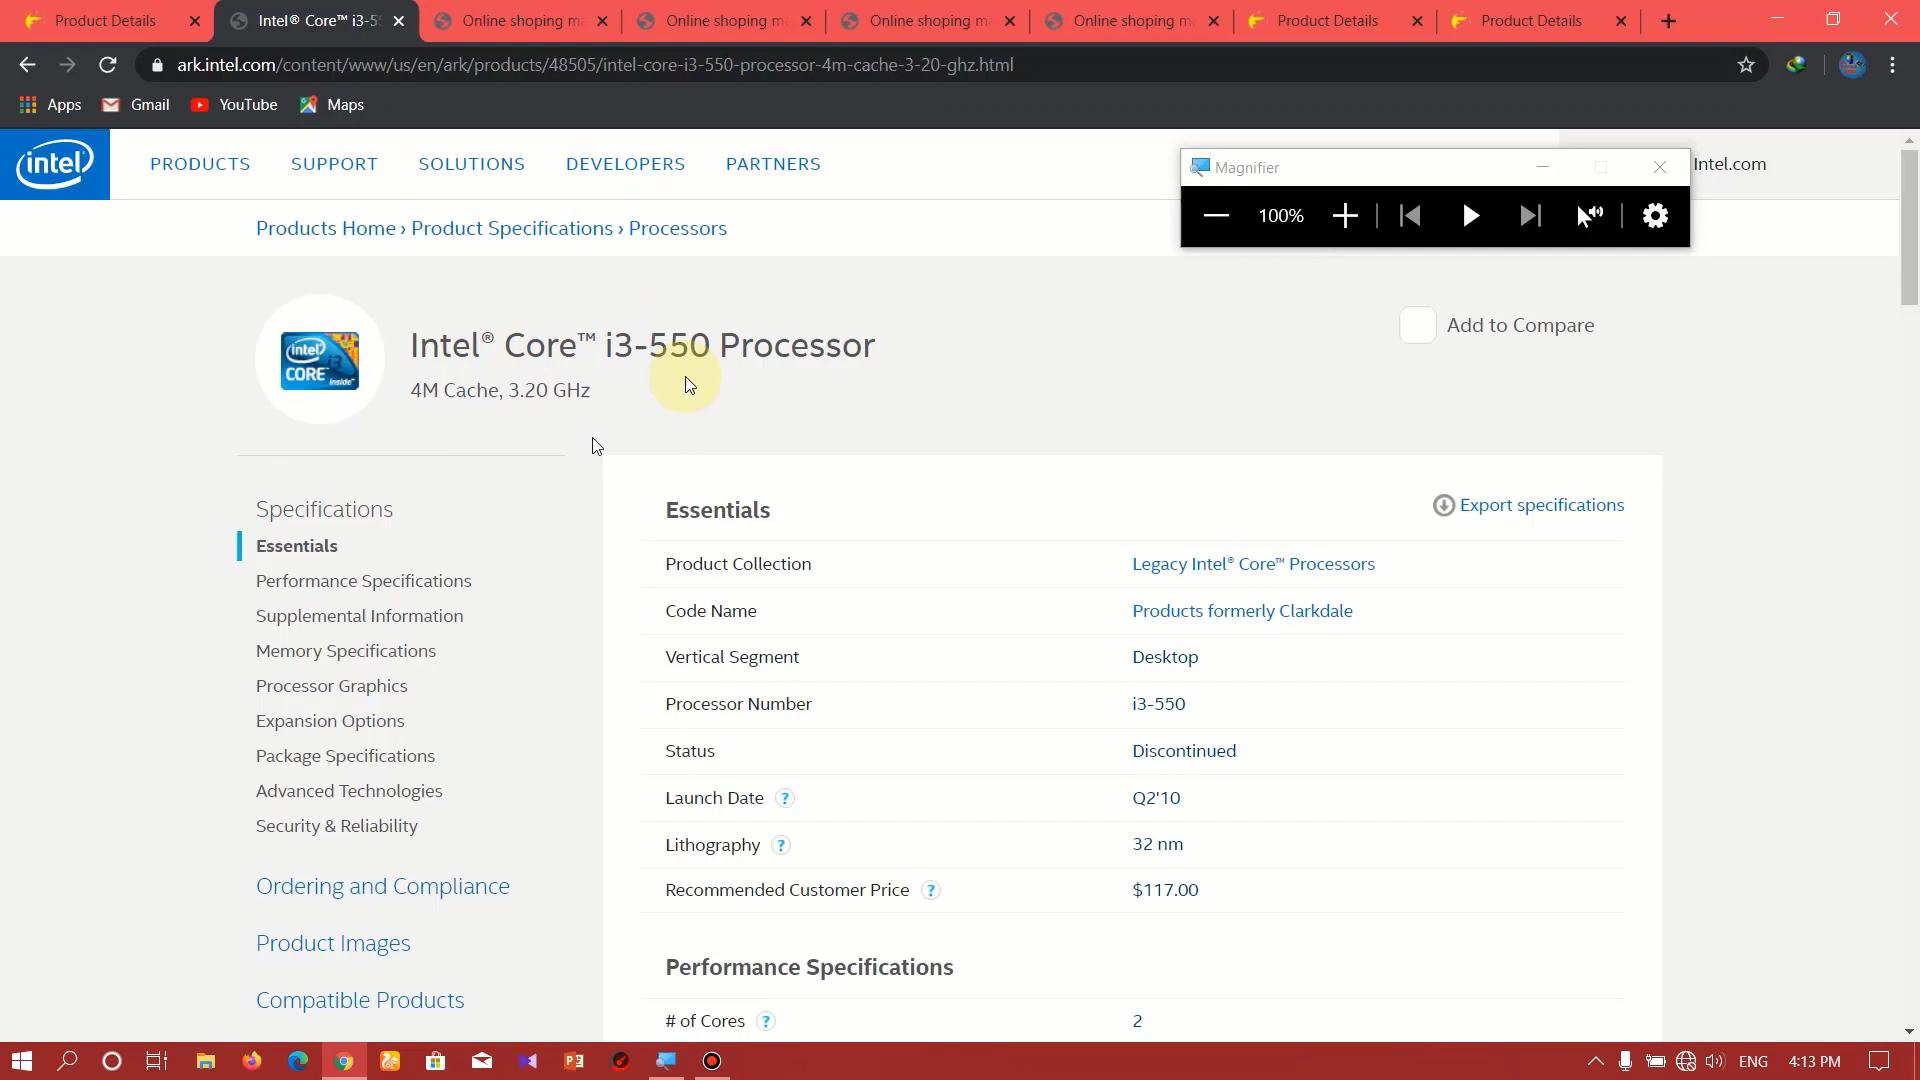 Product Details
Intel® Core™ i3-5
Online shoping m
Online shoping m
Online shoping m
Online shoping m
Product Details
Product Details
ark.intel.com/content/www/us/en/ark/products/48505/intel-core-i3-550-processor-4m-cache-3-20-ghz.html
Apps
Gmail
YouTube
Maps
intel
PRODUCTS
SUPPORT
SOLUTIONS
DEVELOPERS
PARTNERS
Intel.com
Magnifier
100%
Products Home › Product Specifications › Processors
intel
CORE i3
inside™
Intel® Core™ i3-550 Processor
4M Cache, 3.20 GHz
Add to Compare
Specifications
Essentials
Performance Specifications
Supplemental Information
Memory Specifications
Processor Graphics
Expansion Options
Package Specifications
Advanced Technologies
Security & Reliability
Ordering and Compliance
Product Images
Compatible Products
Essentials
Export specifications
Product Collection Legacy Intel® Core™ Processors
Code Name Products formerly Clarkdale
Vertical Segment Desktop
Processor Number i3-550
Status Discontinued
Launch Date ? Q2'10
Lithography ? 32 nm
Recommended Customer Price ? $117.00
Performance Specifications
# of Cores ? 2
ENG
4:13 PM